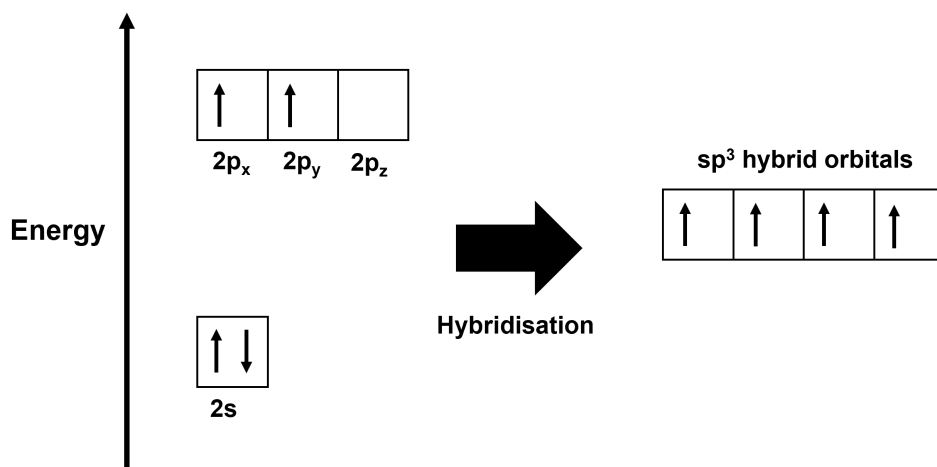 2pₓ 2pᵧ 2p_z
sp³ hybrid orbitals
Energy
Hybridisation
2s